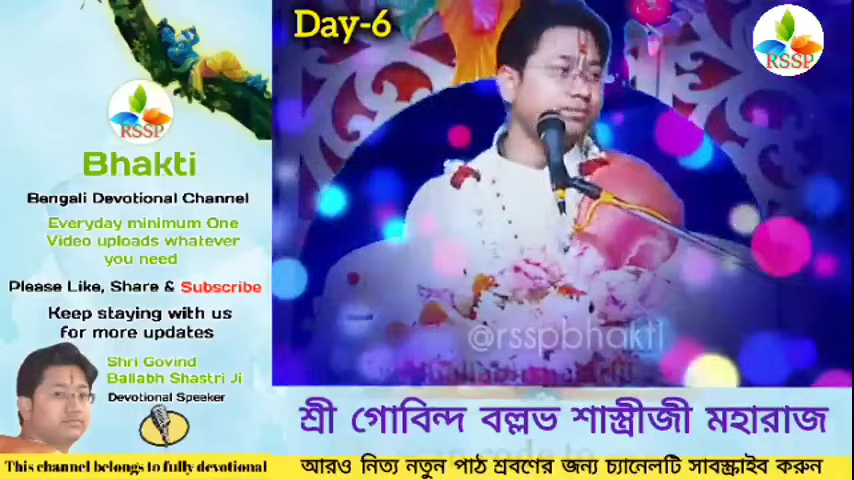 Day-6
RSSP
RSSP
Bhakti
Bengali Devotional Channel
Everyday minimum One
Video uploads whatever
you need
Please Like, Share & Subscribe
Keep staying with us
for more updates
Shri Govind
Ballabh Shastri Ji
Devotional Speaker
This channel belongs to fully devotional
@rsspbhakti
শ্রী গোবিন্দ বল্লভ শাস্ত্রীজী মহারাজ
আরও নিত্য নতুন পাঠ শ্রবণের জন্য চ্যানেলটি সাবস্ক্রাইব করুন